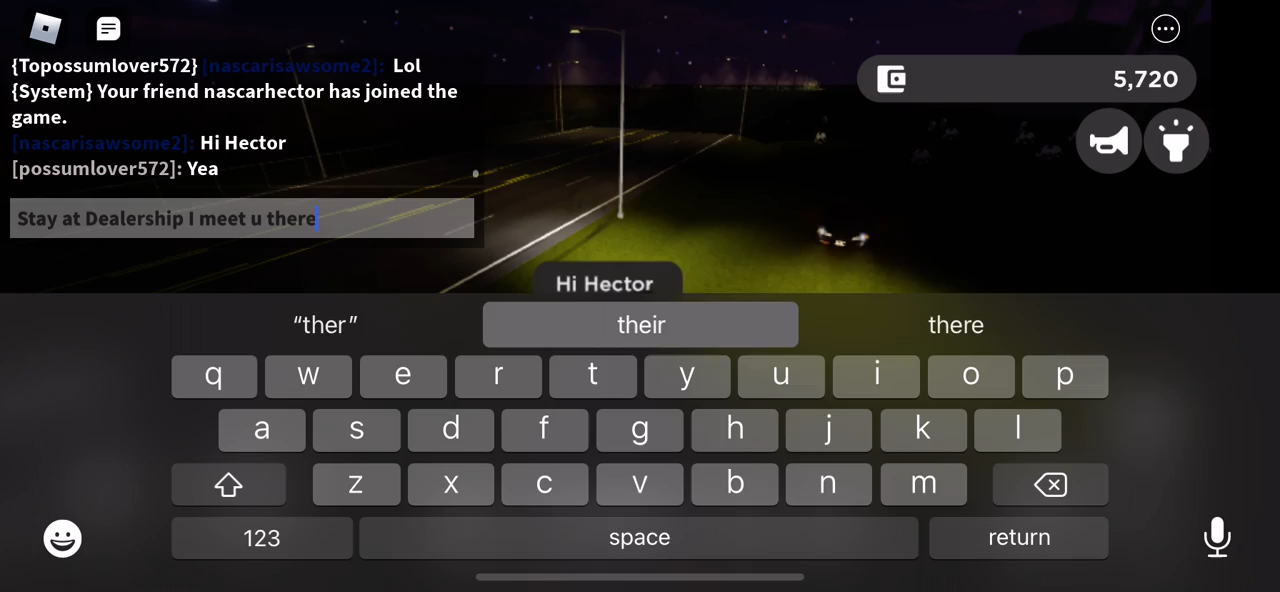 {Topossumlover572} [nascarisawsome2]: Lol
{System} Your friend nascarhector has joined the
game.
[nascarisawsome2]: Hi Hector
[possumlover572]: Yea
Stay at Dealership I meet u there
5,720
Hi Hector
“ther” their there
q w e r t y u i o p
a s d f g h j k l
z x c v b n m
123 space return